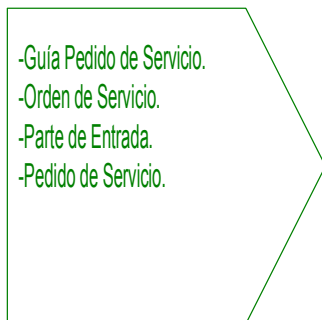 -Guía Pedido de Servicio.
-Orden de Servicio.
-Parte de Entrada.
-Pedido de Servicio.